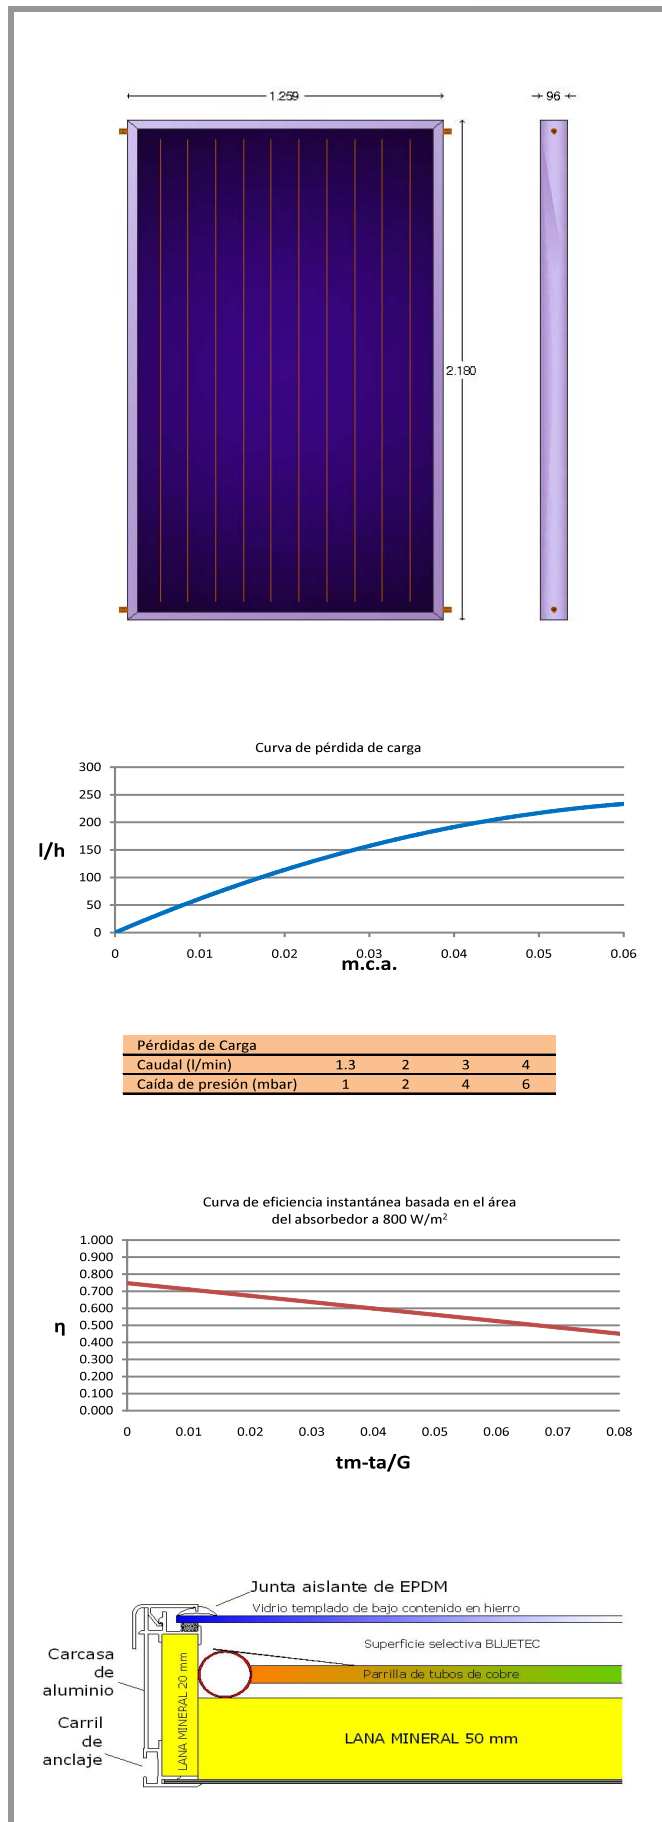 1.259
96
2.180
Curva de pérdida de carga
300
250
200
150
100
50
0
l/h
0 0.01 0.02 0.03 0.04 0.05 0.06
m.c.a.
Pérdidas de Carga
Caudal (l/min) 1.3 2 3 4
Caída de presión (mbar) 1 2 4 6
Curva de eficiencia instantánea basada en el área
del absorbedor a 800 W/m²
1.000
0.900
0.800
0.700
0.600
0.500
0.400
0.300
0.200
0.100
0.000
η
0 0.01 0.02 0.03 0.04 0.05 0.06 0.07 0.08
tm-ta/G
Junta aislante de EPDM
Vidrio templado de bajo contenido en hierro
Superficie selectiva BLUETEC
Parrilla de tubos de cobre
Carcasa
de
aluminio
LANA MINERAL 20 mm
LANA MINERAL 50 mm
Carril
de
anclaje